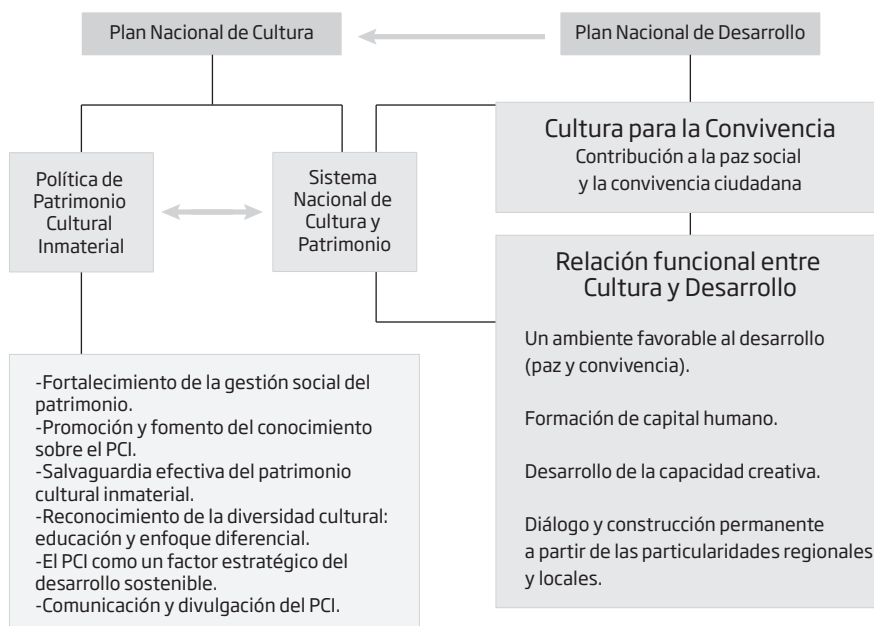 Plan Nacional de Cultura
Plan Nacional de Desarrollo
Política de
Patrimonio
Cultural
Inmaterial
Sistema
Nacional de
Cultura y
Patrimonio
Cultura para la Convivencia
Contribución a la paz social
y la convivencia ciudadana
Relación funcional entre
Cultura y Desarrollo
Un ambiente favorable al desarrollo
(paz y convivencia).
Formación de capital humano.
Desarrollo de la capacidad creativa.
Diálogo y construcción permanente
a partir de las particularidades regionales
y locales.
-Fortalecimiento de la gestión social del
patrimonio.
-Promoción y fomento del conocimiento
sobre el PCI.
-Salvaguardia efectiva del patrimonio
cultural inmaterial.
-Reconocimiento de la diversidad cultural:
educación y enfoque diferencial.
-El PCI como un factor estratégico del
desarrollo sostenible.
-Comunicación y divulgación del PCI.